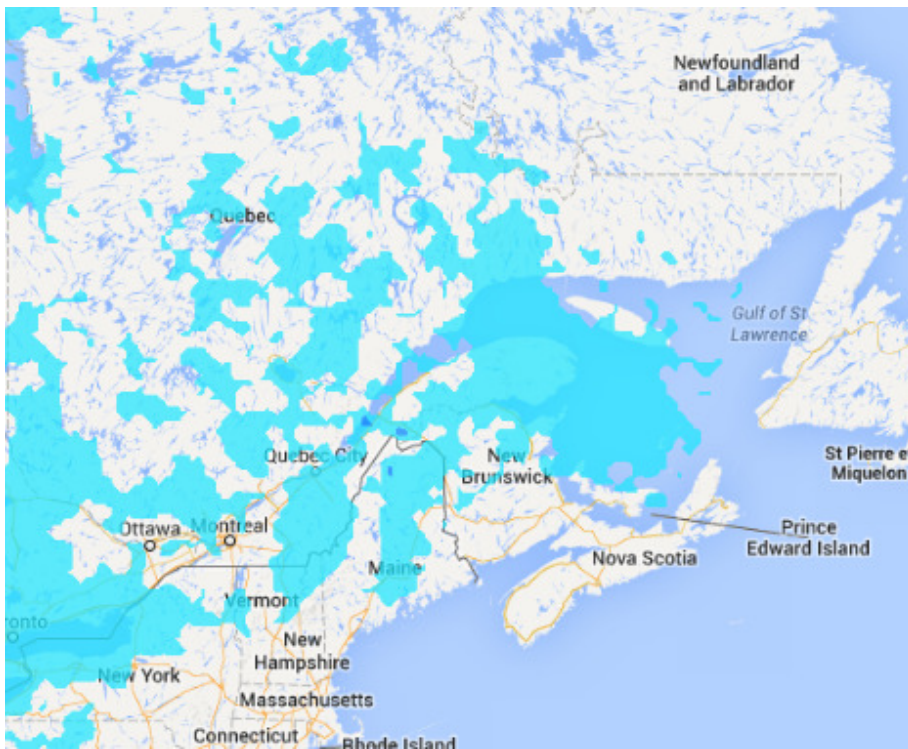 Newfoundland
and Labrador
Quebec
Gulf of St
Lawrence
Quebec City
New
Brunswick
St Pierre e
Miquelon
Ottawa
Montreal
Prince
Edward Island
Nova Scotia
Maine
Vermont
ronto
New
Hampshire
New York
Massachusetts
Connecticut
Rhode Island